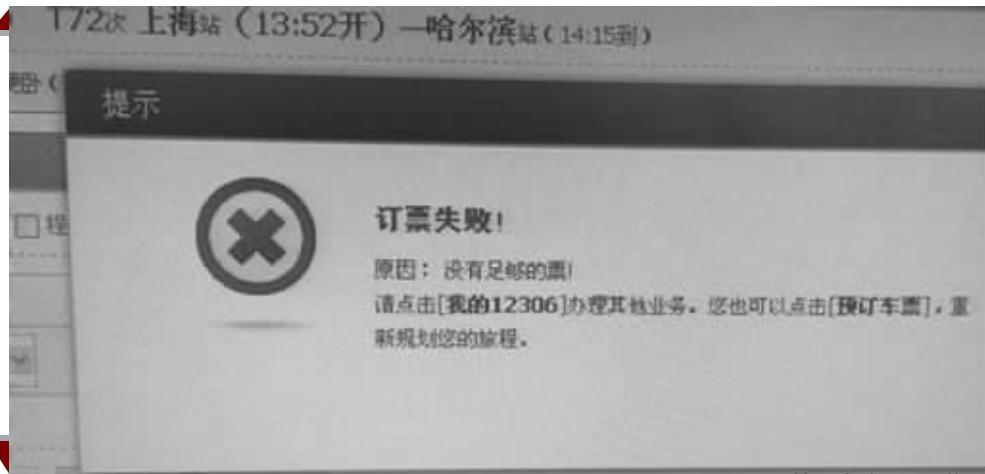 T72次 上海站（13:52开）—哈尔滨站（14:15到）
硬卧（
提示
订票失败！
原因：没有足够的票！
请点击[我的12306]办理其他业务。您也可以点击[预订车票]，重
新规划您的旅程。